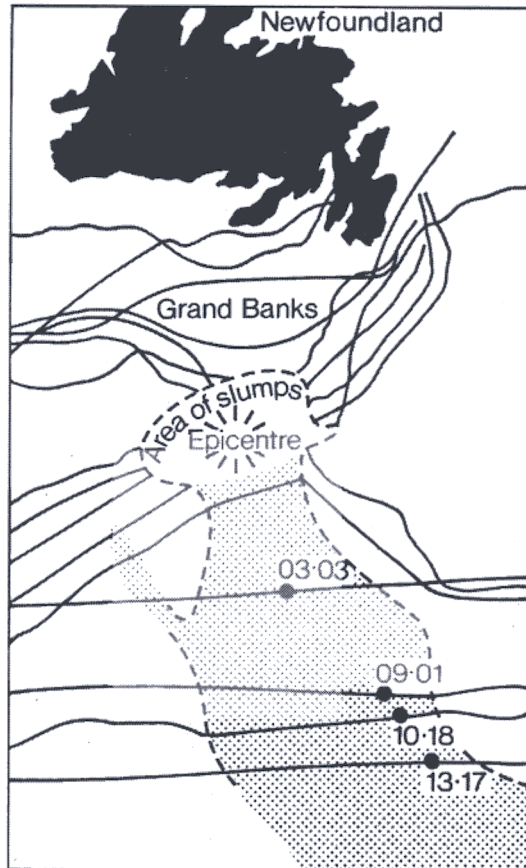 Newfoundland
Grand Banks
Area of slumps
Epicentre
03·03
09·01
10·18
13·17